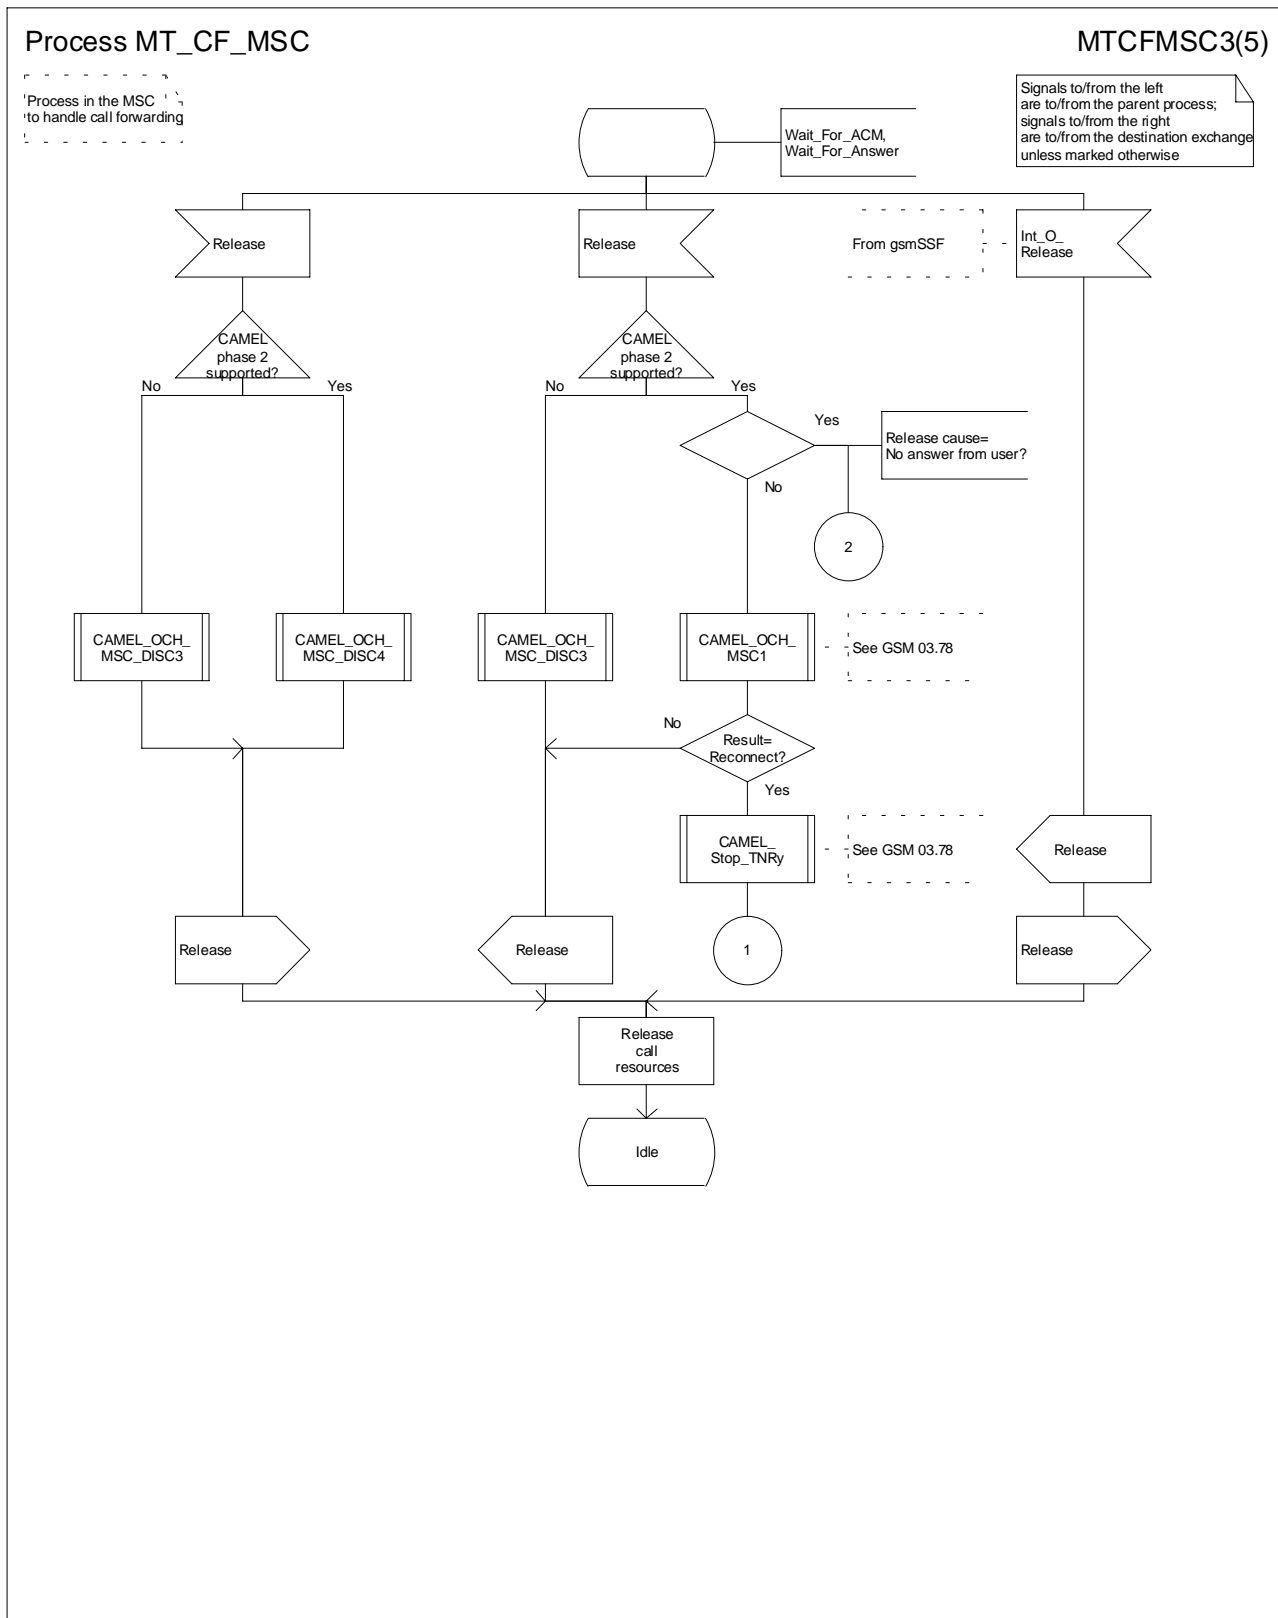 Process MT_CF_MSC
MTCFMSC3(5)
Process in the MSC
to handle call forwarding
Signals to/from the left
are to/from the parent process;
signals to/from the right
are to/from the destination exchange
unless marked otherwise
Wait_For_ACM,
Wait_For_Answer
Release
Release
From gsmSSF
Int_O_
Release
CAMEL
phase 2
supported?
CAMEL
phase 2
supported?
No
Yes
No
Yes
Yes
Release cause=
No answer from user?
No
2
CAMEL_OCH_
MSC_DISC3
CAMEL_OCH_
MSC_DISC4
CAMEL_OCH_
MSC_DISC3
CAMEL_OCH_
MSC1
See GSM 03.78
No
Result=
Reconnect?
Yes
CAMEL_
Stop_TNRy
See GSM 03.78
Release
Release
Release
1
Release
Release
call
resources
Idle